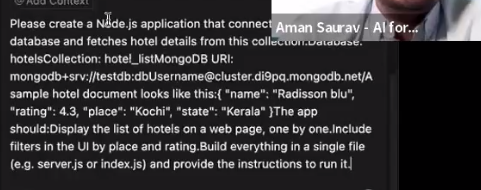 Add Context
Please create a Node.js application that connect
Aman Saurav - AI for...
database and fetches hotel details from this collection.Database:
hotelsCollection: hotel_listMongoDB URI:
mongodb+srv://testdb:dbUsername@cluster.di9pq.mongodb.net/A
sample hotel document looks like this:{ "name": "Radisson blu",
"rating": 4.3, "place": "Kochi", "state": "Kerala" }The app
should:Display the list of hotels on a web page, one by one.Include
filters in the UI by place and rating.Build everything in a single file
(e.g. server.js or index.js) and provide the instructions to run it.